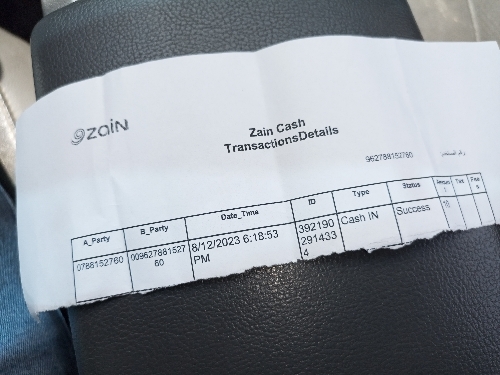 zain
Zain Cash
TransactionsDetails
962788152760
A_Party B_Party Date_Time ID Type Status Tax
0788152760 00962788152760 8/12/2023 6:18:53 PM 3921902914334 Cash IN Success